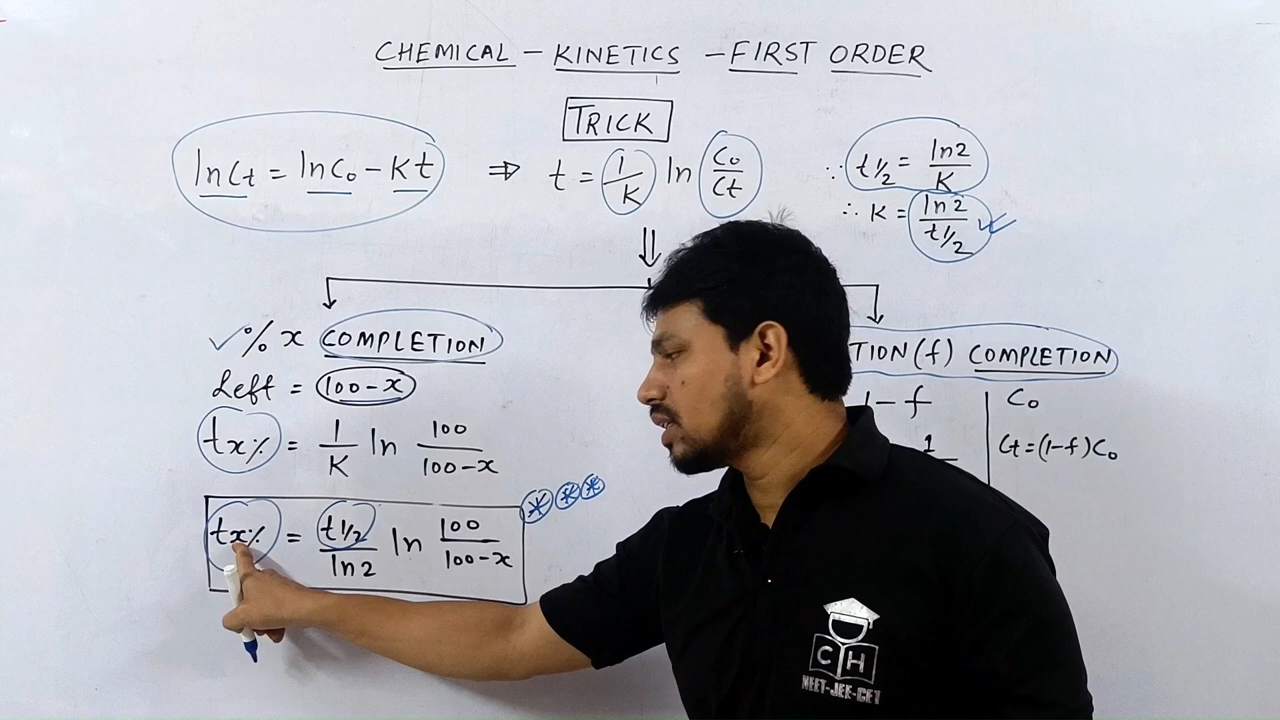 CHEMICAL – KINETICS – FIRST ORDER
TRICK
ln Ct = ln C₀ – Kt ⇒ t = 1/K ln C₀/Ct
∵ t1/2 = ln2/K
∴ K = ln2/t1/2
% x COMPLETION
Left = 100-x
tx% = 1/K ln 100/100-x
tx% = t1/2/ln2 ln 100/100-x
TION(f) COMPLETION
1-f
1
C₀
Ct=(1-f)C₀
CH
NEET-JEE-CET